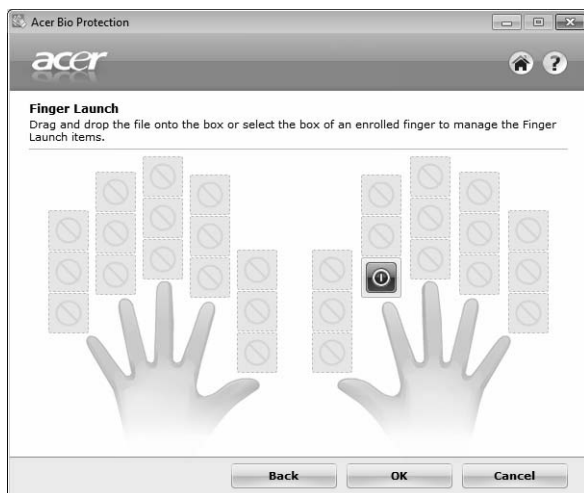 Acer Bio Protection
acer
?
Finger Launch
Drag and drop the file onto the box or select the box of an enrolled finger to manage the Finger
Launch items.
Back OK Cancel